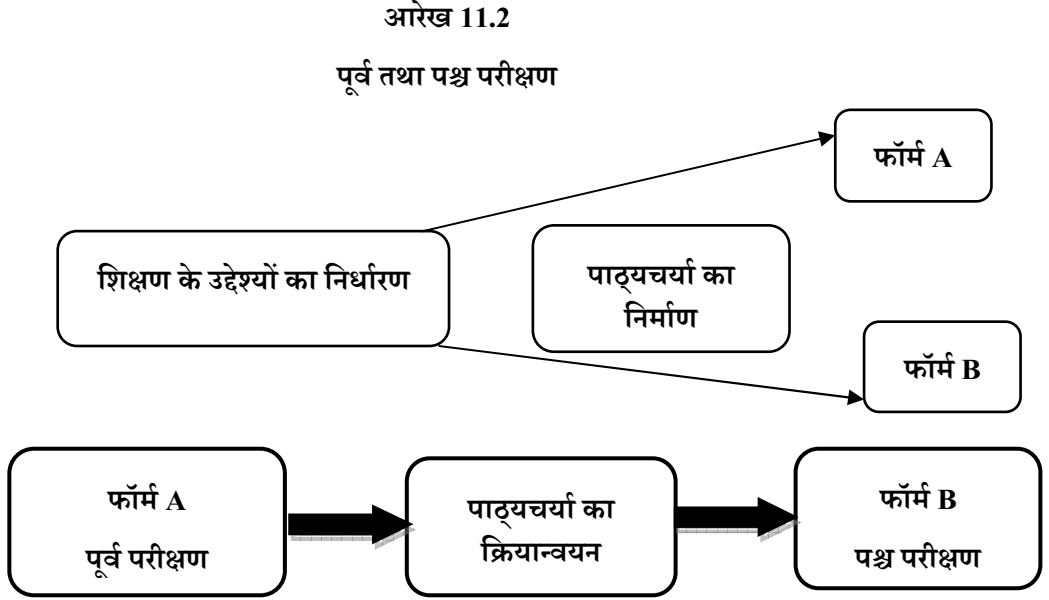 आरेख 11.2
पूर्व तथा पश्च परीक्षण
फॉर्म A
शिक्षण के उद्देश्यों का निर्धारण
पाठ्यचर्या का
निर्माण
फॉर्म B
फॉर्म A
पूर्व परीक्षण
पाठ्यचर्या का
क्रियान्वयन
फॉर्म B
पश्च परीक्षण